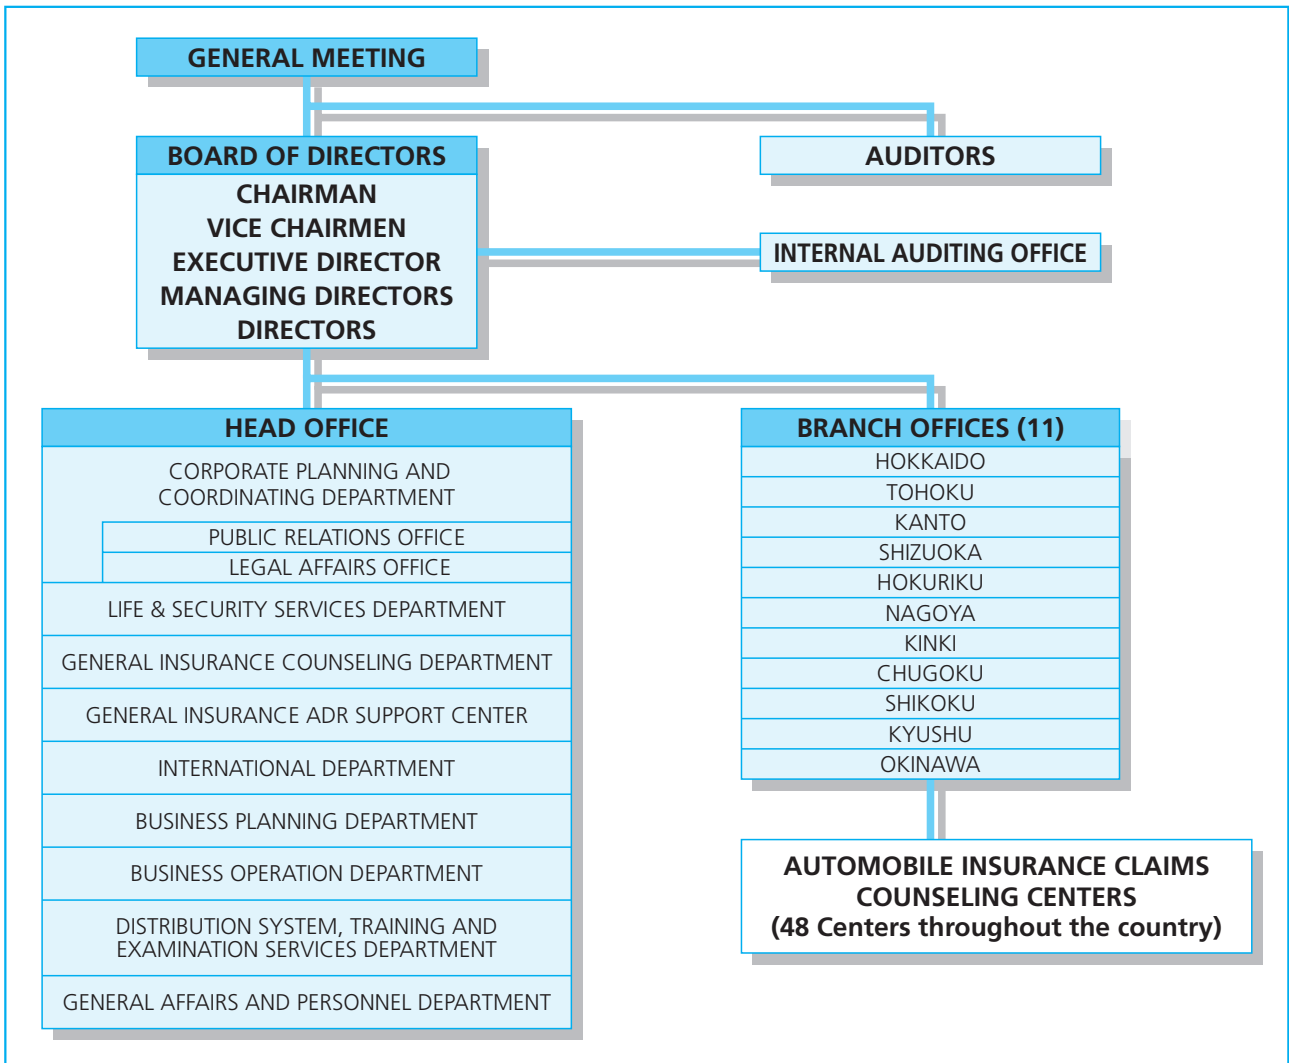 GENERAL MEETING
BOARD OF DIRECTORS
CHAIRMAN
VICE CHAIRMEN
EXECUTIVE DIRECTOR
MANAGING DIRECTORS
DIRECTORS
AUDITORS
INTERNAL AUDITING OFFICE
HEAD OFFICE
CORPORATE PLANNING AND
COORDINATING DEPARTMENT
PUBLIC RELATIONS OFFICE
LEGAL AFFAIRS OFFICE
LIFE & SECURITY SERVICES DEPARTMENT
GENERAL INSURANCE COUNSELING DEPARTMENT
GENERAL INSURANCE ADR SUPPORT CENTER
INTERNATIONAL DEPARTMENT
BUSINESS PLANNING DEPARTMENT
BUSINESS OPERATION DEPARTMENT
DISTRIBUTION SYSTEM, TRAINING AND
EXAMINATION SERVICES DEPARTMENT
GENERAL AFFAIRS AND PERSONNEL DEPARTMENT
BRANCH OFFICES (11)
HOKKAIDO
TOHOKU
KANTO
SHIZUOKA
HOKURIKU
NAGOYA
KINKI
CHUGOKU
SHIKOKU
KYUSHU
OKINAWA
AUTOMOBILE INSURANCE CLAIMS
COUNSELING CENTERS
(48 Centers throughout the country)